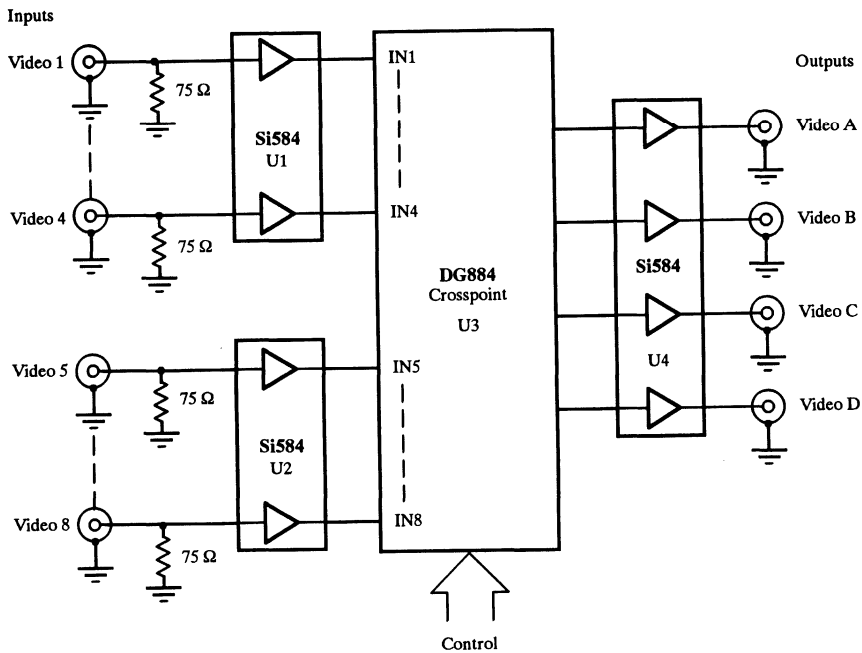 Inputs
Video 1
75 Ω
Si584
U1
Video 4
75 Ω
IN1
IN4
DG884
Crosspoint
U3
Video 5
75 Ω
Si584
U2
Video 8
75 Ω
IN5
IN8
Control
Outputs
Video A
Video B
Si584
Video C
U4
Video D